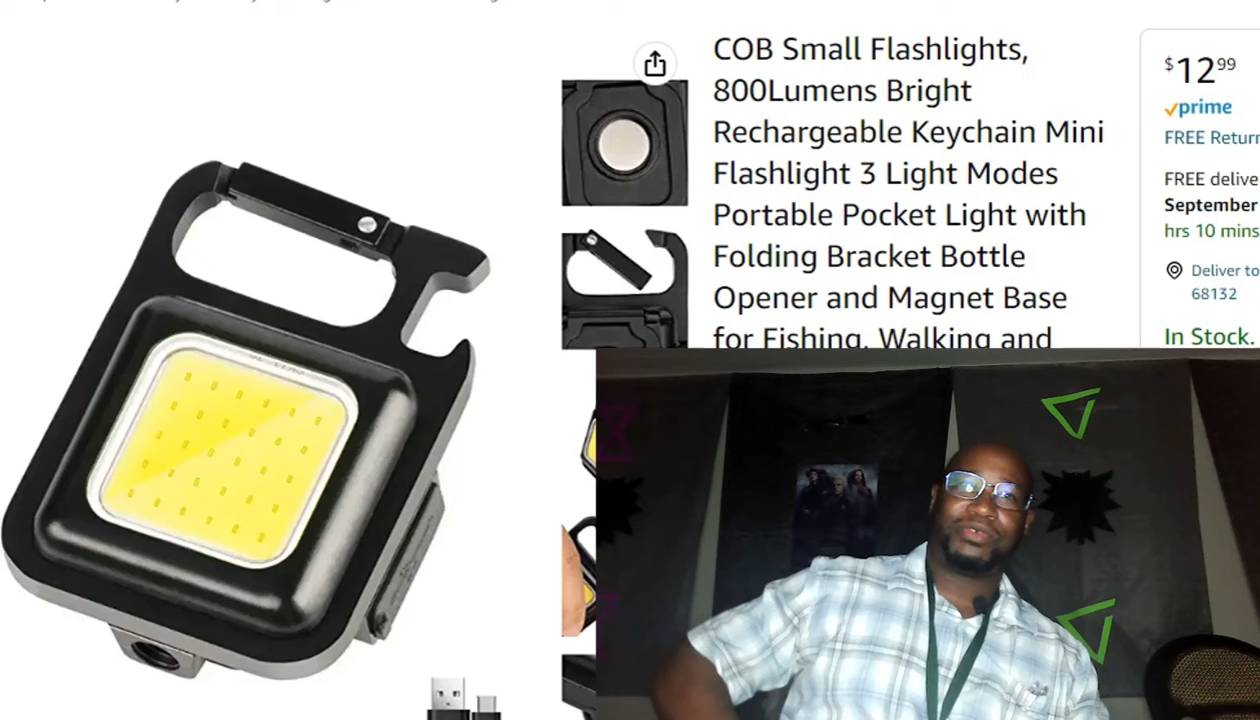 COB Small Flashlights,
800Lumens Bright
Rechargeable Keychain Mini
Flashlight 3 Light Modes
Portable Pocket Light with
Folding Bracket Bottle
Opener and Magnet Base
for Fishing, Walking and
$1299
prime
FREE Return
FREE delive
September
hrs 10 mins
Deliver to
68132
In Stock.